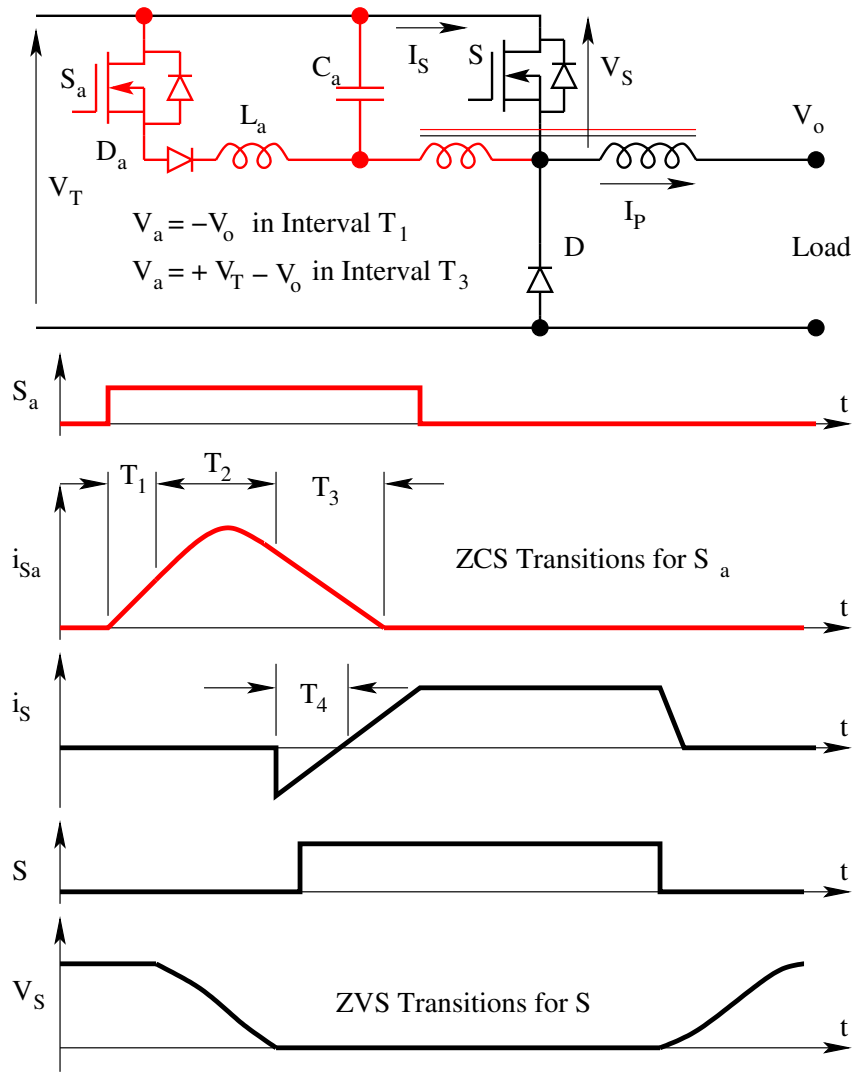 I_S
S
S_a
C_a
V_S
L_a
V_o
D_a
V_T
I_P
V_a = −V_o in Interval T_1
D
Load
V_a = + V_T − V_o in Interval T_3
S_a
t
T_1
T_2
T_3
i_Sa
ZCS Transitions for S_a
t
T_4
i_S
t
S
t
V_S
ZVS Transitions for S
t